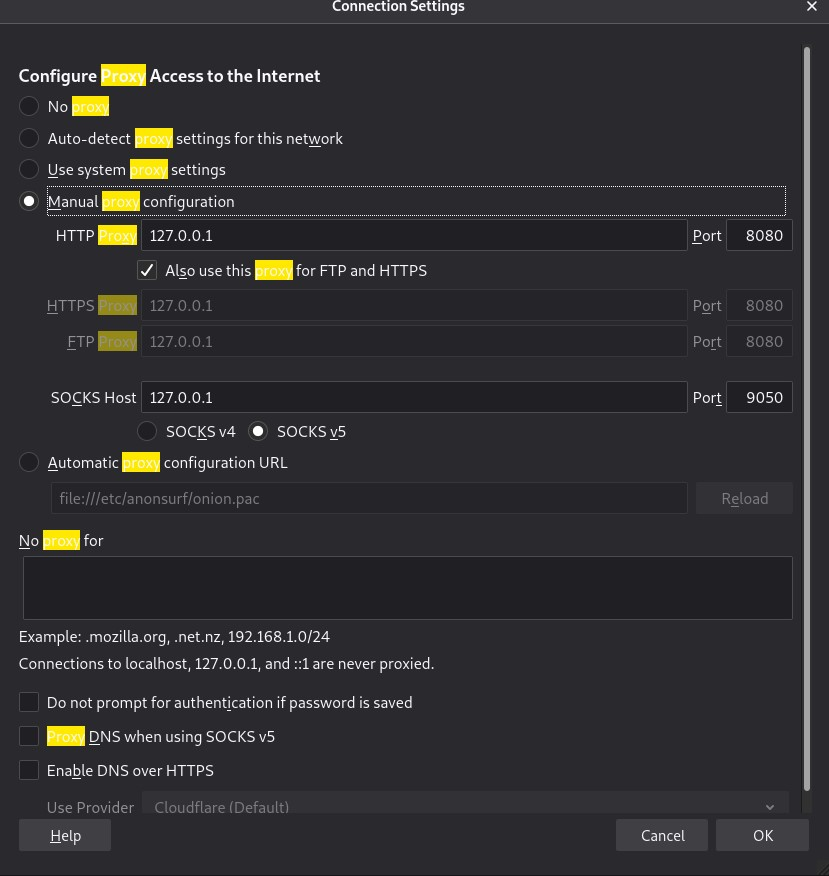 Connection Settings
Configure Proxy Access to the Internet
No proxy
Auto-detect proxy settings for this network
Use system proxy settings
Manual proxy configuration
HTTP Proxy 127.0.0.1 Port 8080
Also use this proxy for FTP and HTTPS
HTTPS Proxy 127.0.0.1 Port 8080
FTP Proxy 127.0.0.1 Port 8080
SOCKS Host 127.0.0.1 Port 9050
SOCKS v4 SOCKS v5
Automatic proxy configuration URL
file:///etc/anonsurf/onion.pac Reload
No proxy for
Example: .mozilla.org, .net.nz, 192.168.1.0/24
Connections to localhost, 127.0.0.1, and ::1 are never proxied.
Do not prompt for authentication if password is saved
Proxy DNS when using SOCKS v5
Enable DNS over HTTPS
Use Provider Cloudflare (Default)
Help Cancel OK